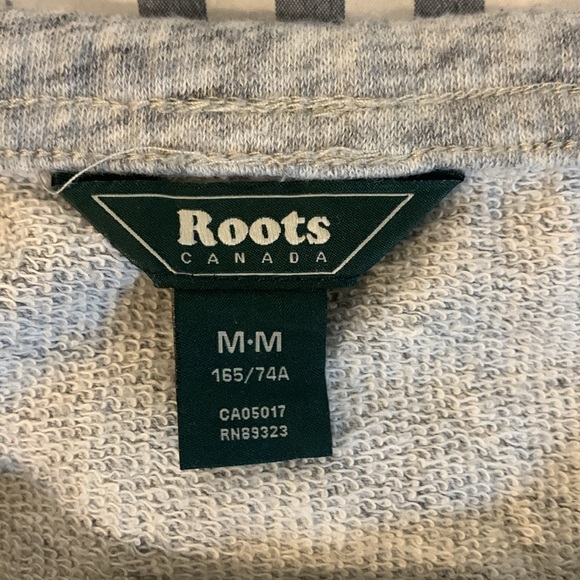 Roots
CANADA
M·M
165/74A
CA05017
RN89323